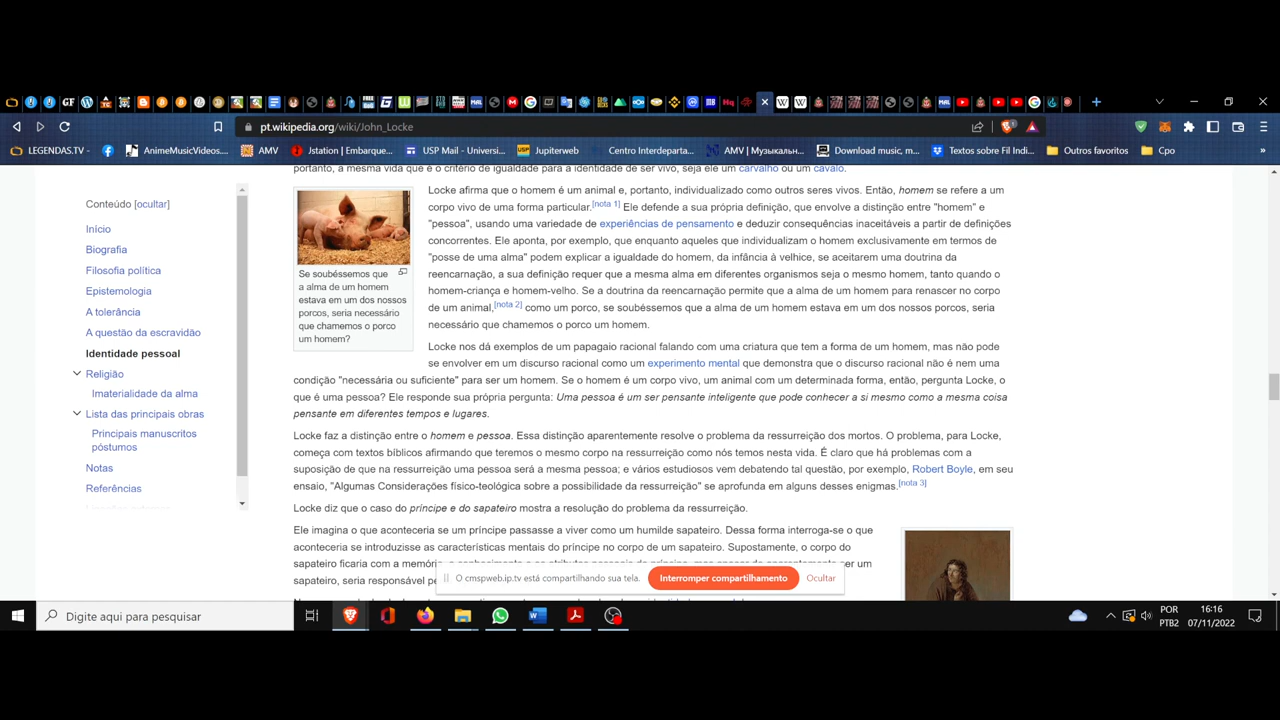 pt.wikipedia.org/wiki/John_Locke
LEGENDAS.TV
AnimeMusicVideos....
AMV
Jstation | Embarque...
USP Mail - Univers...
Jupiterweb
Centro Interdeparta...
AMV | Музыкальн...
Download music, m...
Textos sobre Fil Indi...
Outros favoritos
Cpo
portanto, a mesma vida que é o critério de igualdade para a identidade de ser vivo, seja ele um carvalho ou um cavalo.
Conteúdo [ocultar]
Início
Biografia
Filosofia política
Epistemologia
A tolerância
A questão da escravidão
Identidade pessoal
Religião
Imaterialidade da alma
Lista das principais obras
Principais manuscritos
póstumos
Notas
Referências
Se soubéssemos que
a alma de um homem
estava em um dos nossos
porcos, seria necessário
que chamemos o porco
um homem?
Locke afirma que o homem é um animal e, portanto, individualizado como outros seres vivos. Então, homem se refere a um
corpo vivo de uma forma particular.[nota 1] Ele defende a sua própria definição, que envolve a distinção entre "homem" e
"pessoa", usando uma variedade de experiências de pensamento e deduzir consequências inaceitáveis a partir de definições
concorrentes. Ele aponta, por exemplo, que enquanto aqueles que individualizam o homem exclusivamente em termos de
"posse de uma alma" podem explicar a igualdade do homem, da infância à velhice, se aceitarem uma doutrina da
reencarnação, a sua definição requer que a mesma alma em diferentes organismos seja o mesmo homem, tanto quando o
homem-criança e homem-velho. Se a doutrina da reencarnação permite que a alma de um homem para renascer no corpo
de um animal,[nota 2] como um porco, se soubéssemos que a alma de um homem estava em um dos nossos porcos, seria
necessário que chamemos o porco um homem.
Locke nos dá exemplos de um papagaio racional falando com uma criatura que tem a forma de um homem, mas não pode
se envolver em um discurso racional como um experimento mental que demonstra que o discurso racional não é nem uma
condição "necessária ou suficiente" para ser um homem. Se o homem é um corpo vivo, um animal com um determinada forma, então, pergunta Locke, o
que é uma pessoa? Ele responde sua própria pergunta: Uma pessoa é um ser pensante inteligente que pode conhecer a si mesmo como a mesma coisa
pensante em diferentes tempos e lugares.
Locke faz a distinção entre o homem e pessoa. Essa distinção aparentemente resolve o problema da ressurreição dos mortos. O problema, para Locke,
começa com textos bíblicos afirmando que teremos o mesmo corpo na ressurreição como nós temos nesta vida. É claro que há problemas com a
suposição de que na ressurreição uma pessoa será a mesma pessoa; e vários estudiosos vem debatendo tal questão, por exemplo, Robert Boyle, em seu
ensaio, "Algumas Considerações físico-teológica sobre a possibilidade da ressurreição" se aprofunda em alguns desses enigmas.[nota 3]
Locke diz que o caso do príncipe e do sapateiro mostra a resolução do problema da ressurreição.
Ele imagina o que aconteceria se um príncipe passasse a viver como um humilde sapateiro. Dessa forma interroga-se o que
aconteceria se introduzisse as características mentais do príncipe no corpo de um sapateiro. Supostamente, o corpo do
sapateiro ficaria com a
sapateiro, seria responsável
O cmspweb.ip.tv está compartilhando sua tela.
Interromper compartilhamento
Ocultar
Digite aqui para pesquisar
POR
PTB2
16:16
07/11/2022